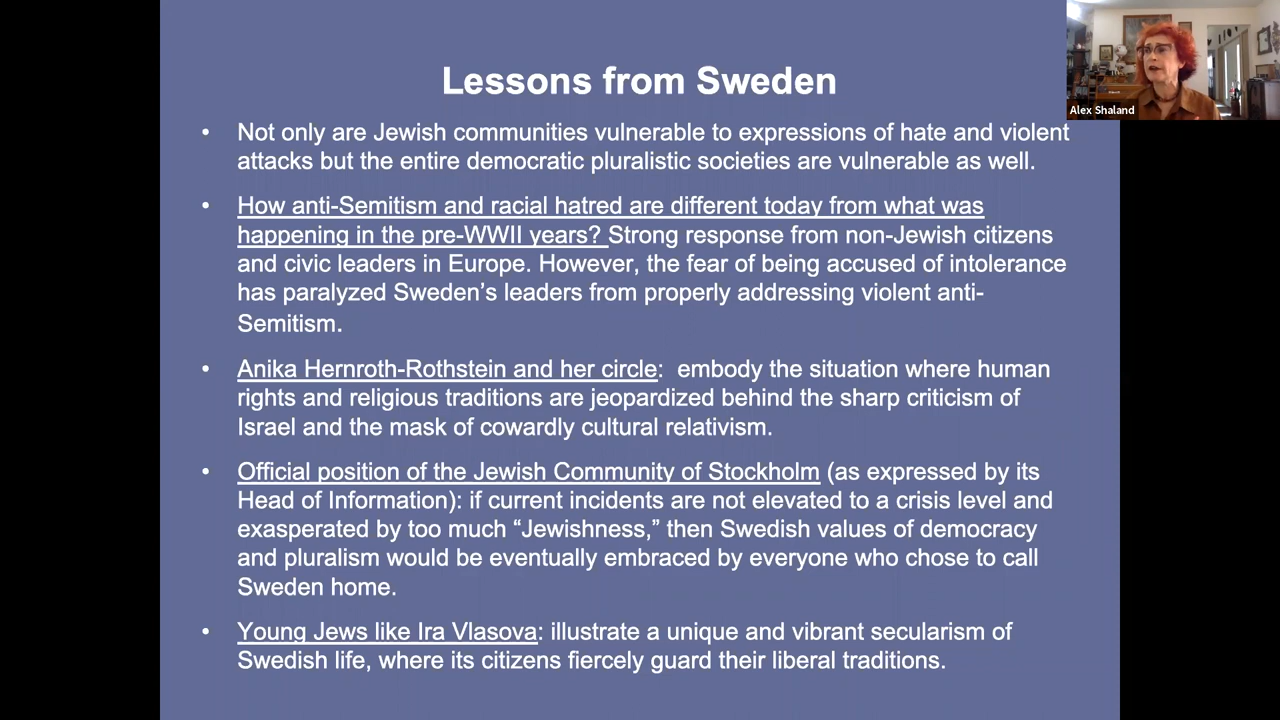 Lessons from Sweden
Alex Shaland
• Not only are Jewish communities vulnerable to expressions of hate and violent
attacks but the entire democratic pluralistic societies are vulnerable as well.
• How anti-Semitism and racial hatred are different today from what was
happening in the pre-WWII years? Strong response from non-Jewish citizens
and civic leaders in Europe. However, the fear of being accused of intolerance
has paralyzed Sweden’s leaders from properly addressing violent anti-
Semitism.
• Anika Hernroth-Rothstein and her circle:  embody the situation where human
rights and religious traditions are jeopardized behind the sharp criticism of
Israel and the mask of cowardly cultural relativism.
• Official position of the Jewish Community of Stockholm (as expressed by its
Head of Information): if current incidents are not elevated to a crisis level and
exasperated by too much “Jewishness,” then Swedish values of democracy
and pluralism would be eventually embraced by everyone who chose to call
Sweden home.
• Young Jews like Ira Vlasova: illustrate a unique and vibrant secularism of
Swedish life, where its citizens fiercely guard their liberal traditions.